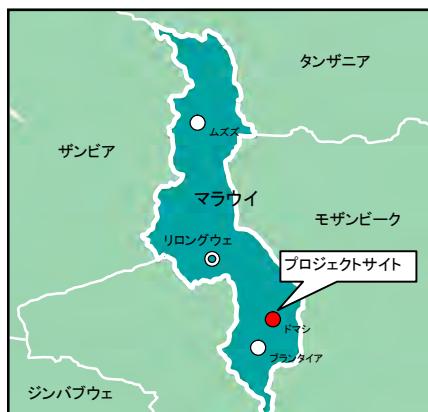 タンザニア
ムズズ
ザンビア
マラウイ
モザンビーク
リロングウェ
プロジェクトサイト
ドマシ
ブランタイア
ジンバブウェ